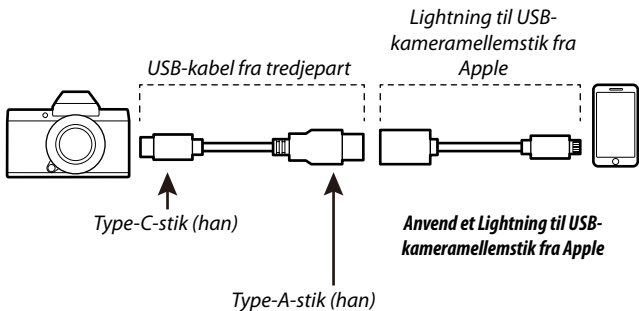 USB-kabel fra tredjepart
Lightning til USB-
kameramellemstik fra
Apple
Type-C-stik (han)
Type-A-stik (han)
Anvend et Lightning til USB-
kameramellemstik fra Apple